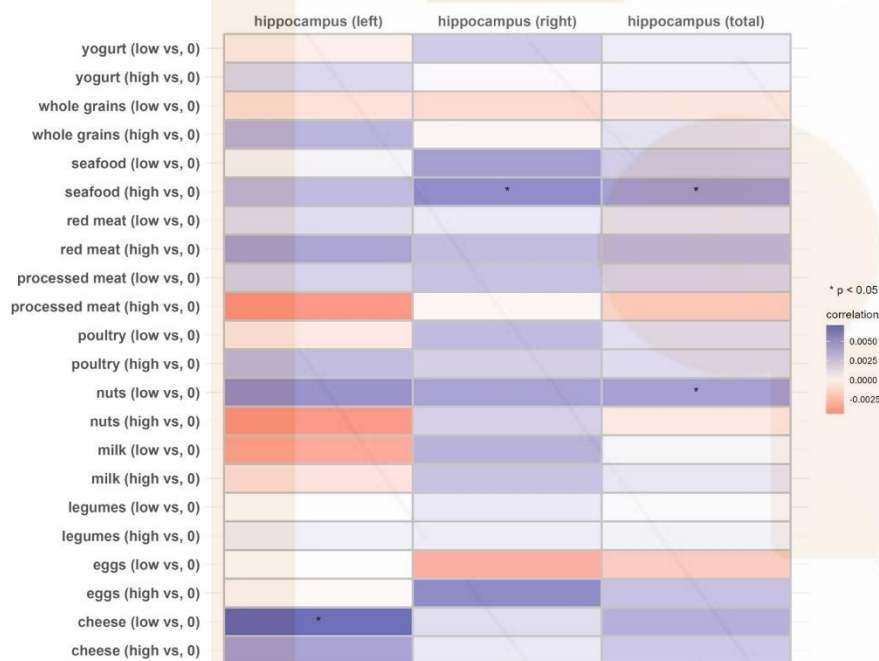 hippocampus (left) hippocampus (right) hippocampus (total)
yogurt (low vs, 0)
yogurt (high vs, 0)
whole grains (low vs, 0)
whole grains (high vs, 0)
seafood (low vs, 0)
seafood (high vs, 0) * *
red meat (low vs, 0)
red meat (high vs, 0)
processed meat (low vs, 0)
processed meat (high vs, 0)
poultry (low vs, 0)
poultry (high vs, 0)
nuts (low vs, 0) *
nuts (high vs, 0)
milk (low vs, 0)
milk (high vs, 0)
legumes (low vs, 0)
legumes (high vs, 0)
eggs (low vs, 0)
eggs (high vs, 0)
cheese (low vs, 0) *
cheese (high vs, 0)
* p < 0.05
correlation
0.0050
0.0025
0.0000
-0.0025